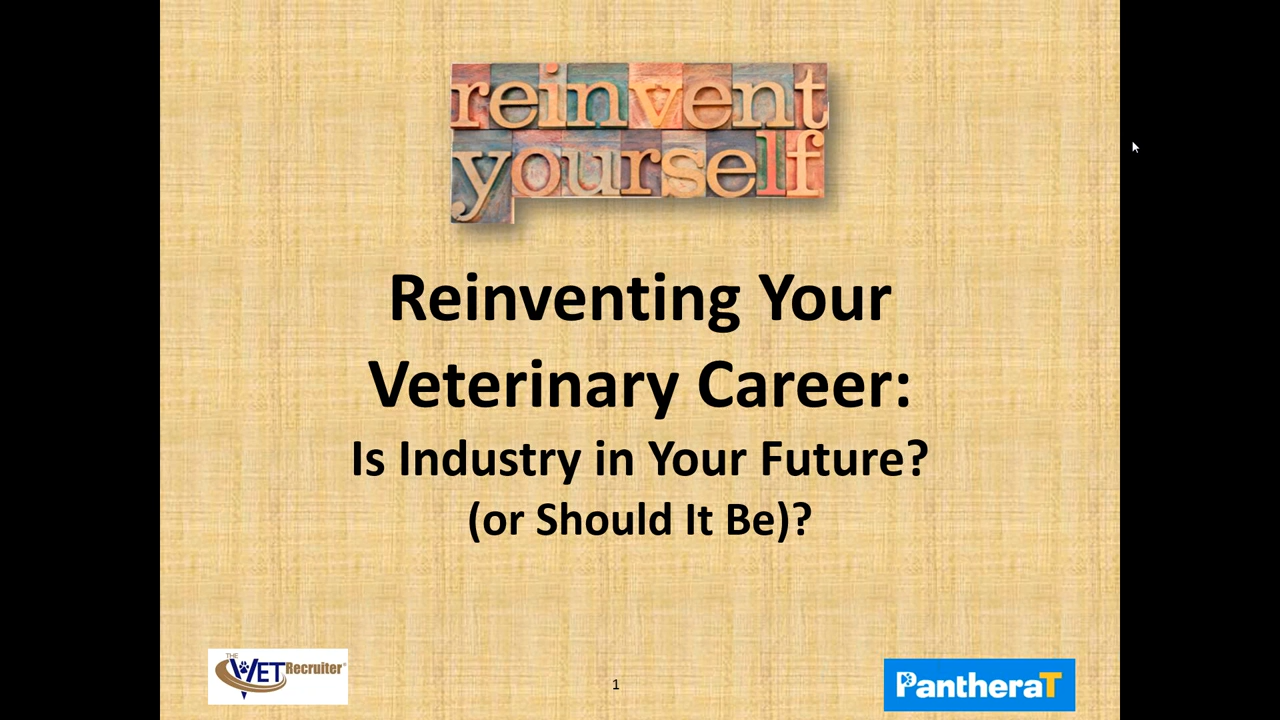 reinvent
yourself
Reinventing Your
Veterinary Career:
Is Industry in Your Future?
(or Should It Be)?
THE
VET Recruiter®
1
PantheraT